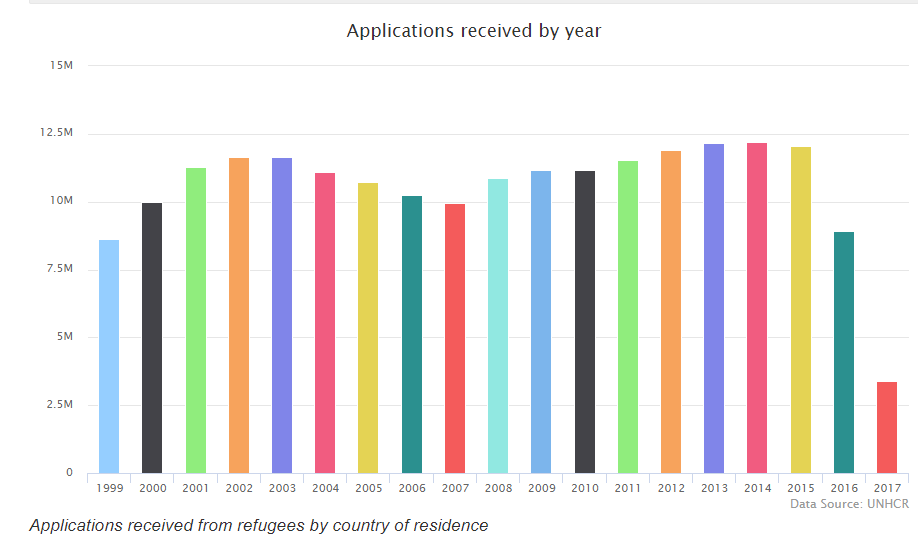 Applications received by year
15M
12.5M
10M
7.5M
5M
2.5M
0
1999 2000 2001 2002 2003 2004 2005 2006 2007 2008 2009 2010 2011 2012 2013 2014 2015 2016 2017
Data Source: UNHCR
Applications received from refugees by country of residence